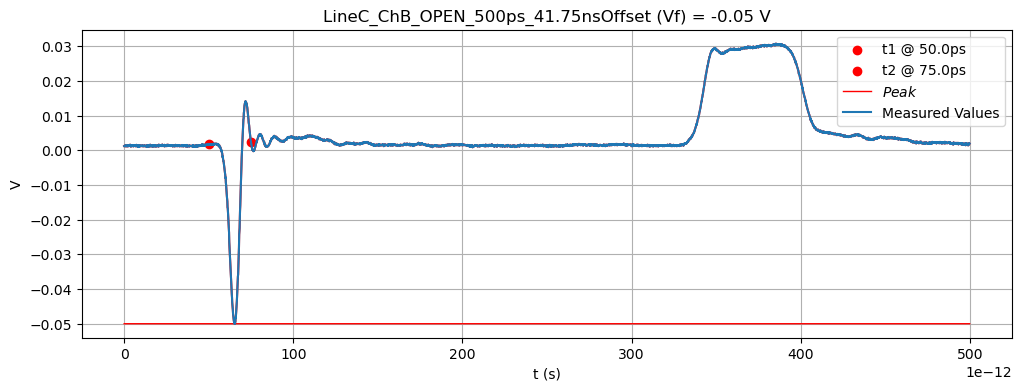 LineC_ChB_OPEN_500ps_41.75nsOffset (Vf) = -0.05 V
t1 @ 50.0ps
t2 @ 75.0ps
Peak
Measured Values
0.03
0.02
0.01
0.00
−0.01
−0.02
−0.03
−0.04
−0.05
V
0 100 200 300 400 500
1e−12
t (s)